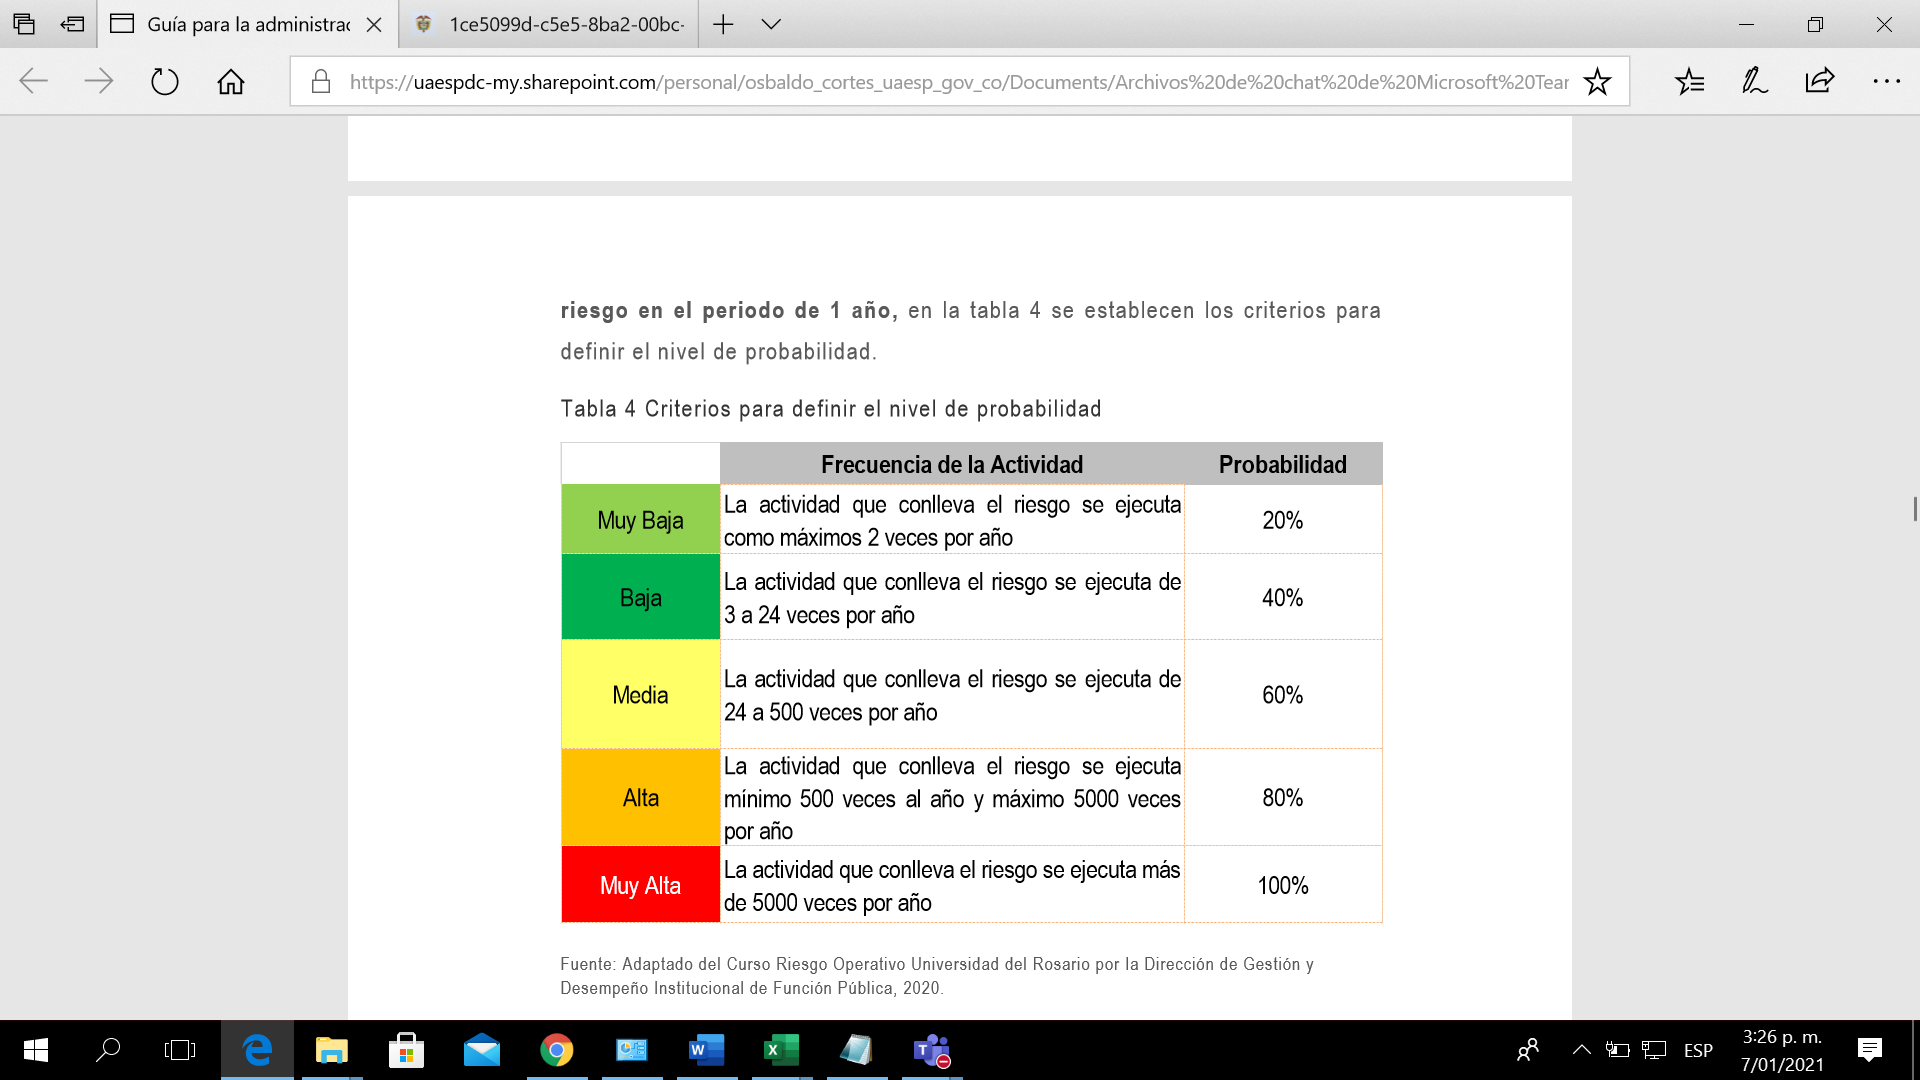 Guía para la administrac
1ce5099d-c5e5-8ba2-00bc-
https://uaespdc-my.sharepoint.com/personal/osbaldo_cortes_uaesp_gov_co/Documents/Archivos%20de%20chat%20de%20Microsoft%20Tear
riesgo en el periodo de 1 año, en la tabla 4 se establecen los criterios para
definir el nivel de probabilidad.
Tabla 4 Criterios para definir el nivel de probabilidad
Frecuencia de la Actividad Probabilidad
Muy Baja
La actividad que conlleva el riesgo se ejecuta
como máximos 2 veces por año
20%
Baja
La actividad que conlleva el riesgo se ejecuta de
3 a 24 veces por año
40%
Media
La actividad que conlleva el riesgo se ejecuta de
24 a 500 veces por año
60%
Alta
La actividad que conlleva el riesgo se ejecuta
mínimo 500 veces al año y máximo 5000 veces
por año
80%
Muy Alta
La actividad que conlleva el riesgo se ejecuta más
de 5000 veces por año
100%
Fuente: Adaptado del Curso Riesgo Operativo Universidad del Rosario por la Dirección de Gestión y
Desempeño Institucional de Función Pública, 2020.
ESP
3:26 p. m.
7/01/2021